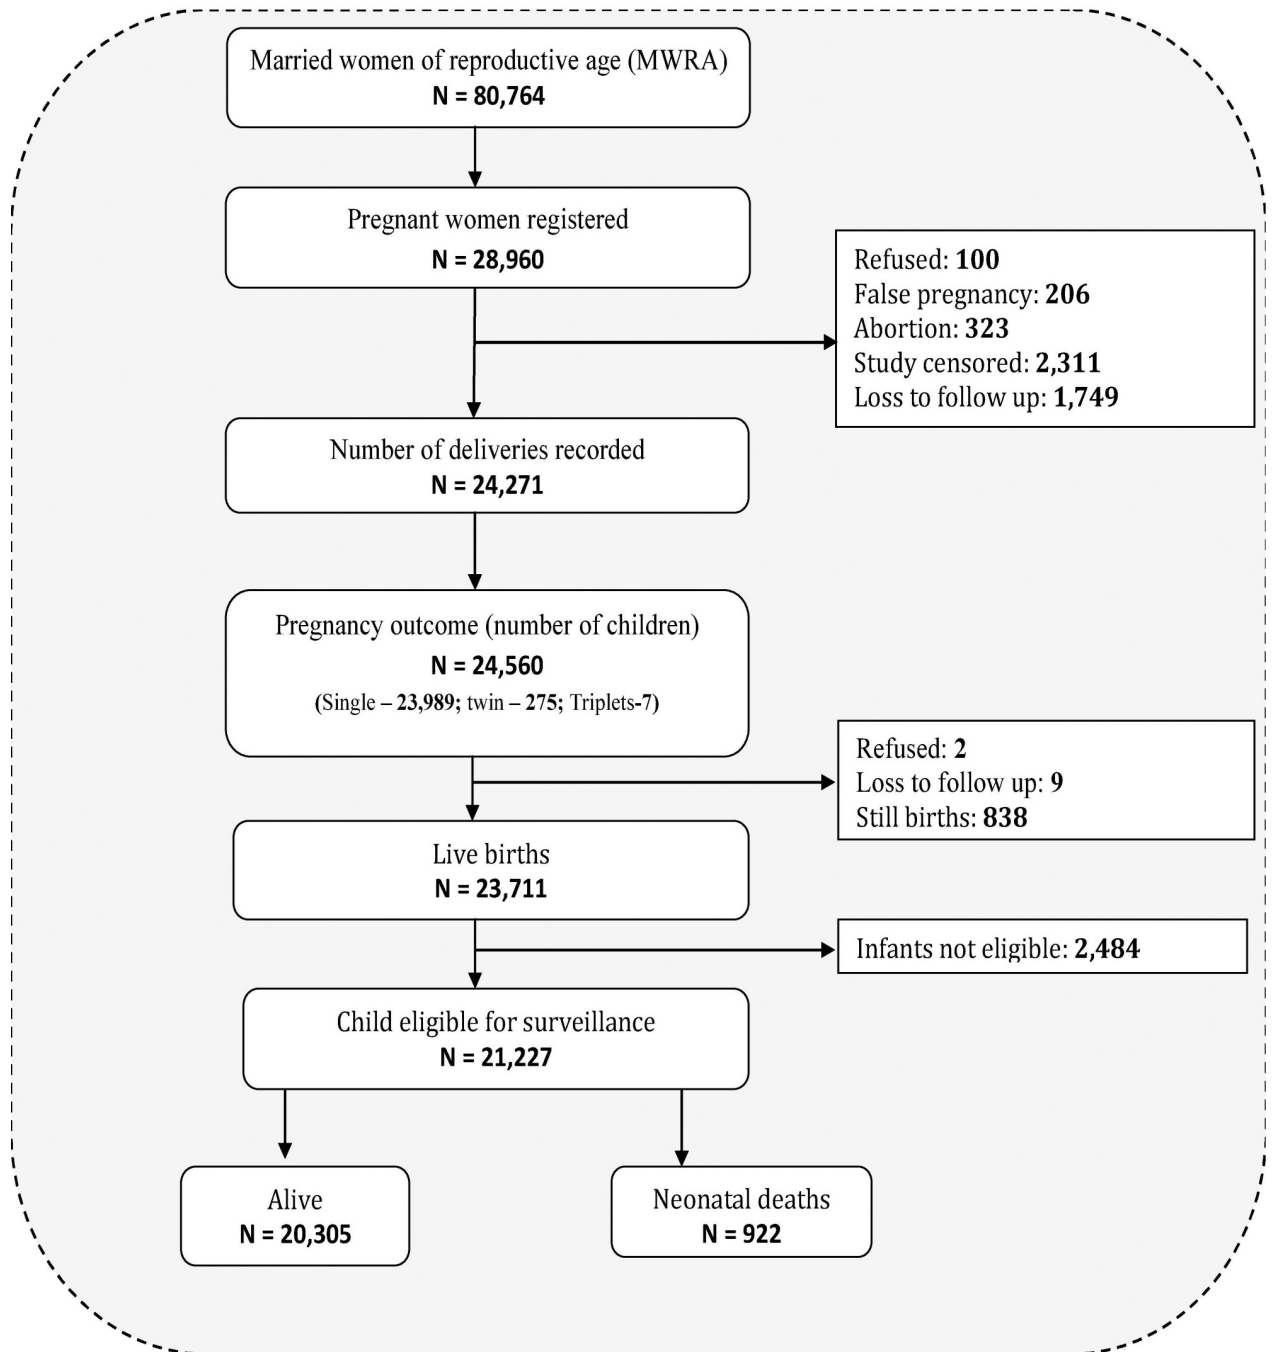 Married women of reproductive age (MWRA)
N = 80,764
Pregnant women registered
N = 28,960
Refused: 100
False pregnancy: 206
Abortion: 323
Study censored: 2,311
Loss to follow up: 1,749
Number of deliveries recorded
N = 24,271
Pregnancy outcome (number of children)
N = 24,560
(Single – 23,989; twin – 275; Triplets-7)
Refused: 2
Loss to follow up: 9
Still births: 838
Live births
N = 23,711
Infants not eligible: 2,484
Child eligible for surveillance
N = 21,227
Alive
N = 20,305
Neonatal deaths
N = 922